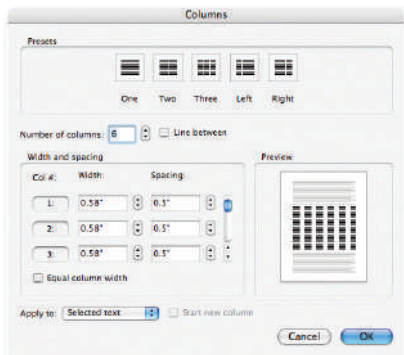 Columns
Presets
One Two Three Left Right
Number of columns: 6 Line between
Width and spacing
Preview
Col #: Width: Spacing:
1: 0.58" 0.5"
2: 0.58" 0.5"
3: 0.58" 0.5"
Equal column width
Apply to: Selected text Start new column
Cancel OK